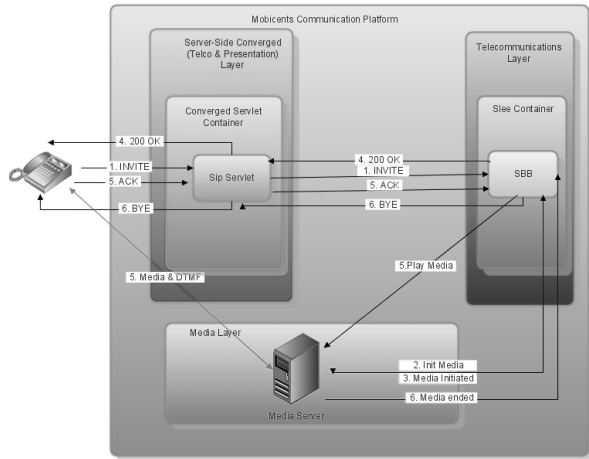 Mobicents Communication Platform
Server-Side Converged
(Telco & Presentation)
Layer
Telecommunications
Layer
Converged Servlet
Container
Slee Container
4. 200 OK
1. INVITE
5. ACK
6. BYE
Sip Servlet
4. 200 OK
1. INVITE
5. ACK
6. BYE
SBB
5. Media & DTMF
5.Play Media
Media Layer
2. Init Media
3. Media Initiated
6. Media ended
Media Server